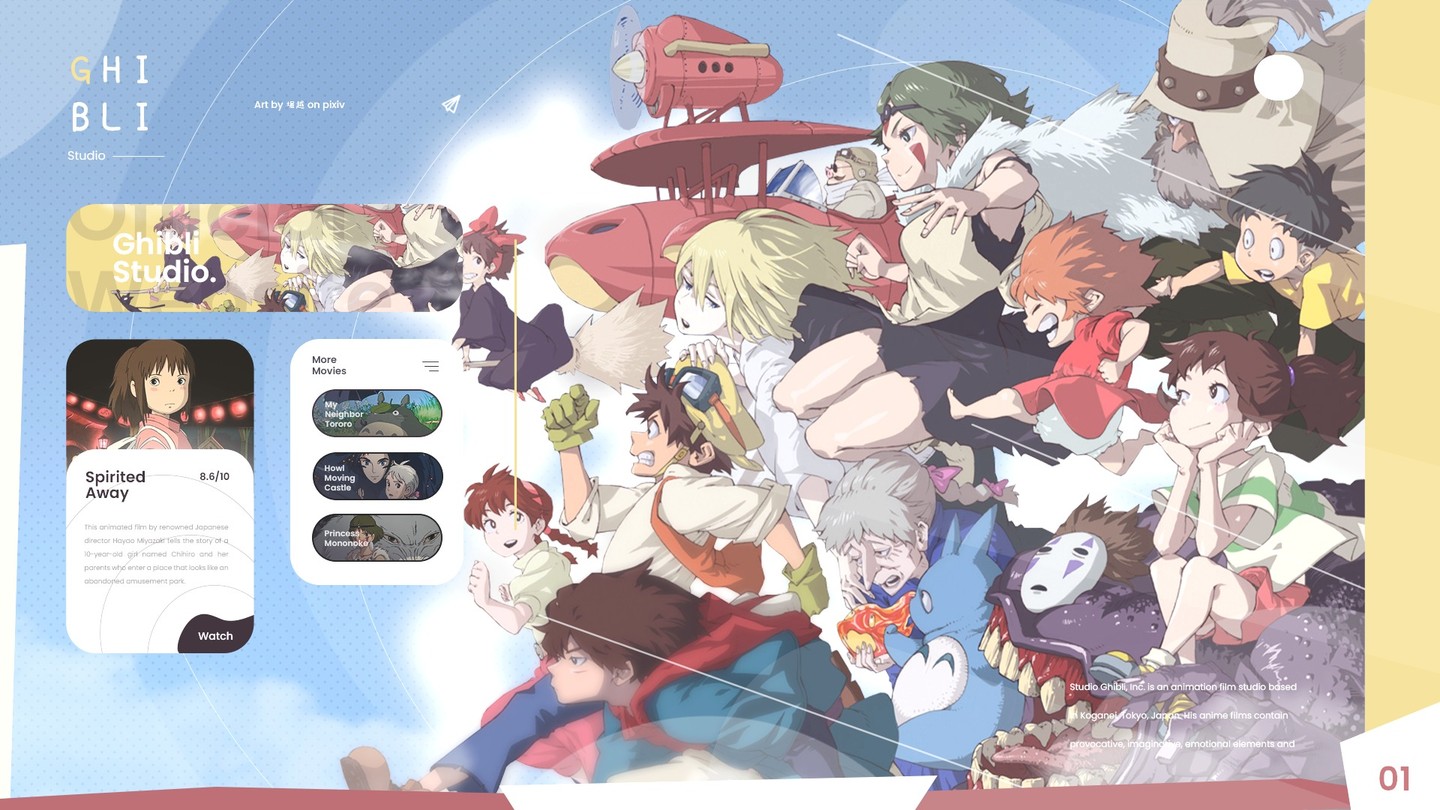 GHI
BLI
Studio
Art by 堀越 on pixiv
Ghibli
Studio.
Spirited
Away
8.6/10
This animated film by renowned Japanese
director Hayao Miyazaki tells the story of a
10-year-old girl named Chihiro and her
parents who enter a place that looks like an
abandoned amusement park.
Watch
More
Movies
My
Neighbor
Tororo
Howl
Moving
Castle
Princess
Mononoke
Studio Ghibli, Inc. is an animation film studio based
in Koganei, Tokyo, Japan. His anime films contain
provocative, imaginative, emotional elements and
01